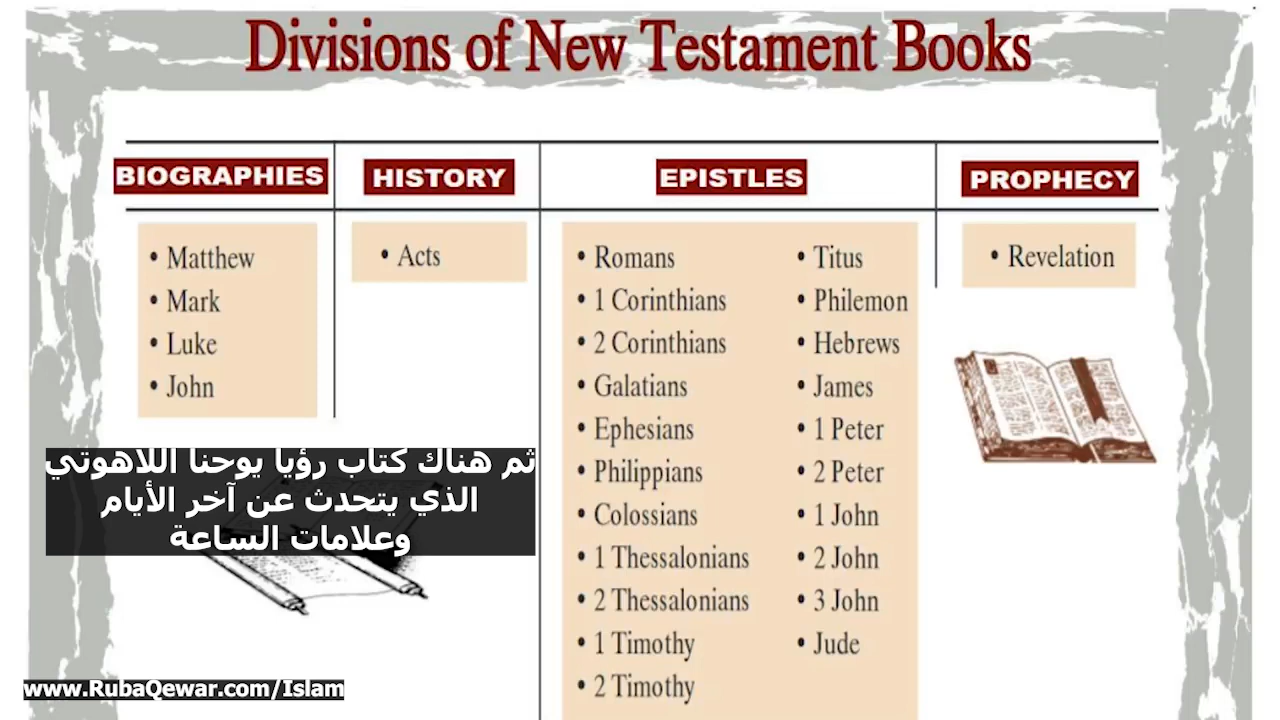 Divisions of New Testament Books
BIOGRAPHIES
• Matthew
• Mark
• Luke
• John
HISTORY
• Acts
EPISTLES
• Romans
• 1 Corinthians
• 2 Corinthians
• Galatians
• Ephesians
• Philippians
• Colossians
• 1 Thessalonians
• 2 Thessalonians
• 1 Timothy
• 2 Timothy
• Titus
• Philemon
• Hebrews
• James
• 1 Peter
• 2 Peter
• 1 John
• 2 John
• 3 John
• Jude
PROPHECY
• Revelation
ثم هناك كتاب رؤيا يوحنا اللاهوتي
الذي يتحدث عن آخر الأيام
وعلامات الساعة
www.RubaQewar.com/Islam